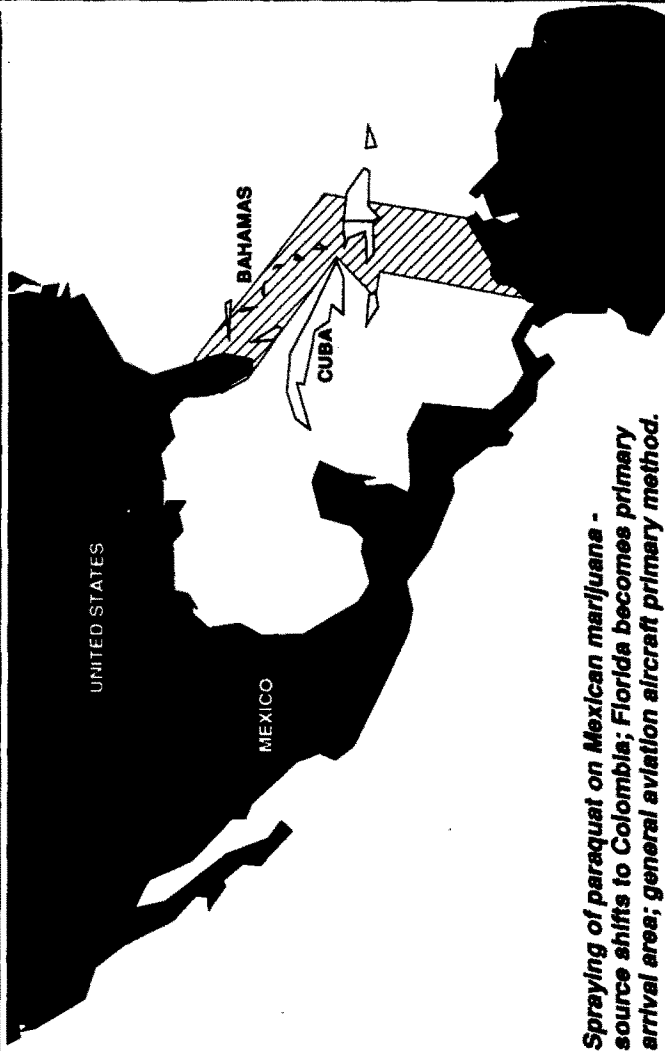 UNITED STATES
BAHAMAS
MEXICO
CUBA
Spraying of paraquat on Mexican marijuana -
source shifts to Colombia; Florida becomes primary
arrival area; general aviation aircraft primary method.